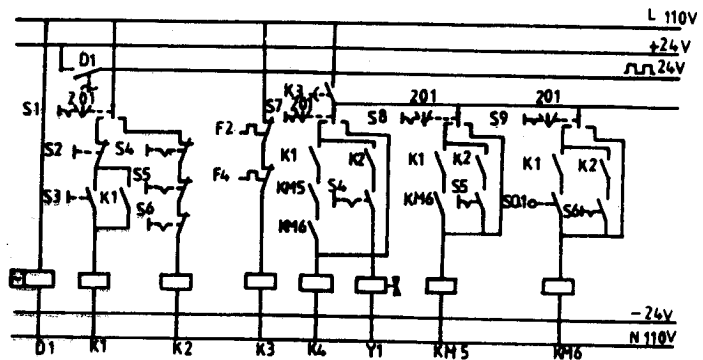 L 110V
+24V
24V
D1
S1 201 S7 201 K3 S8 201 S9 201
S2 S4 F2 K1 K2 K1 K2 K1 K2
S3 K1 S5 F4 KM5 S4 KM6 S5 S01 S6
S6 KM6
-24V
N 110V
D1 K1 K2 K3 K4 Y1 KM5 KM6